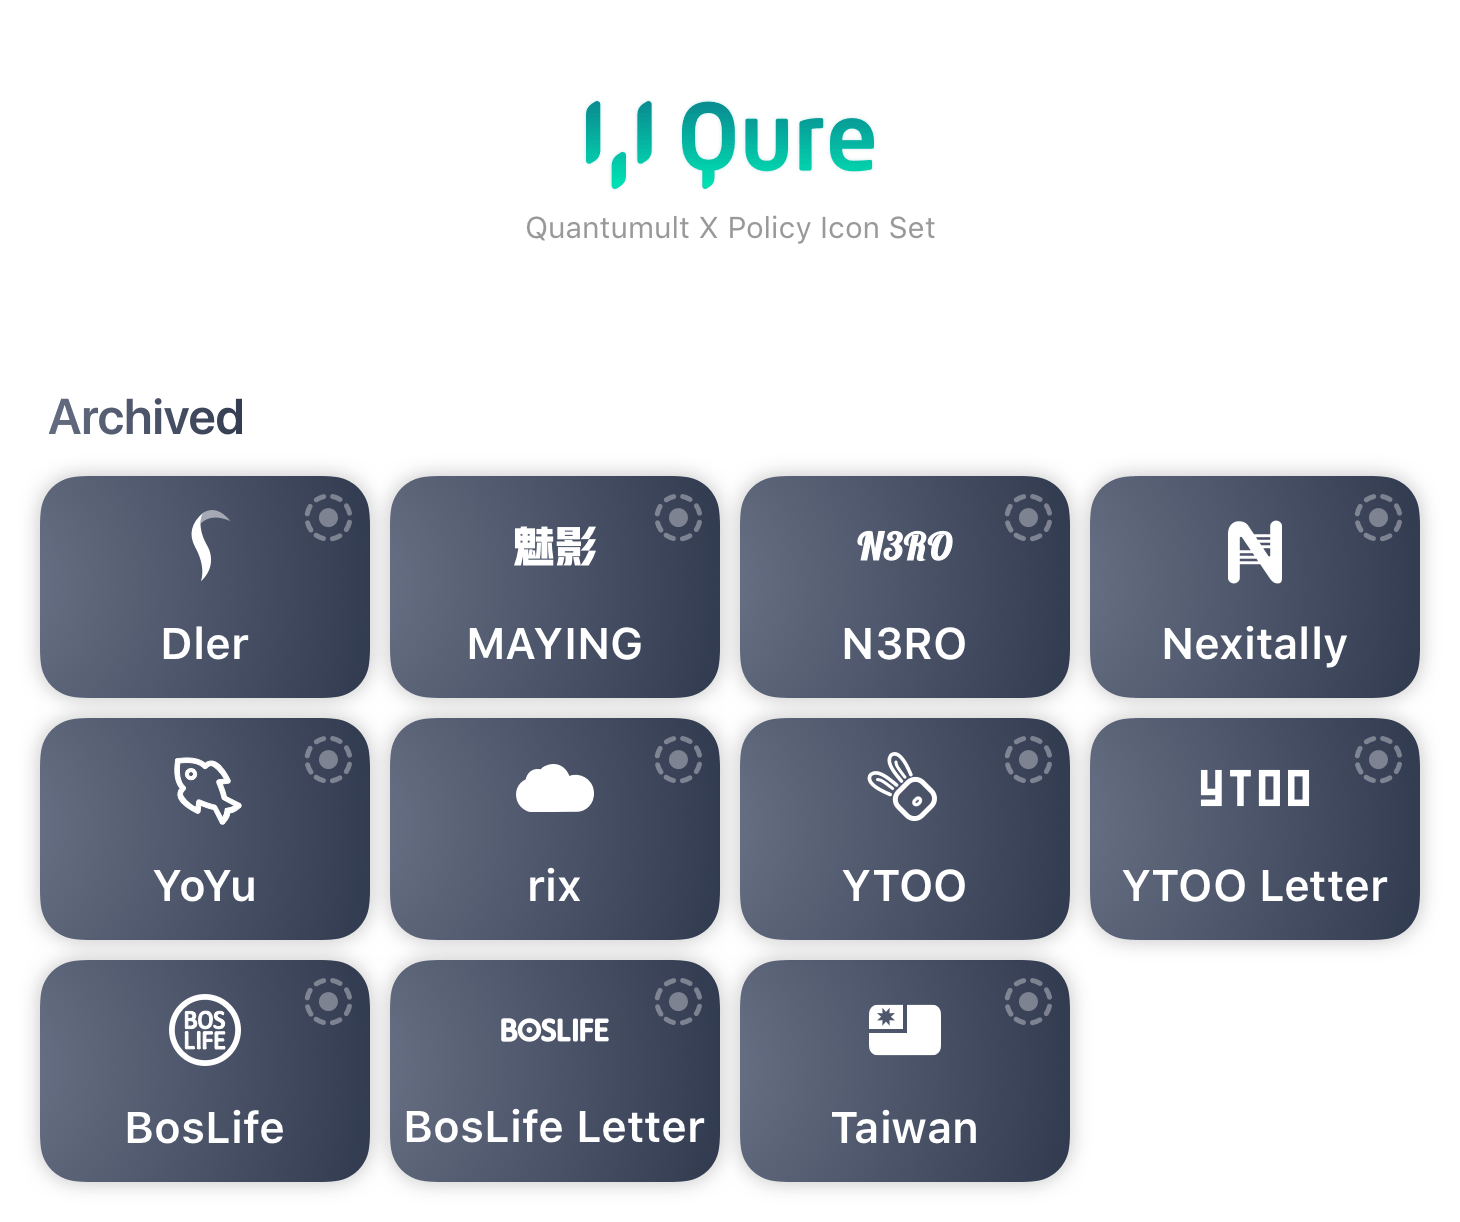 Qure
Quantumult X Policy Icon Set
Archived
魅影
N3RO
N
Dler
MAYING
N3RO
Nexitally
YTOO
YoYu
rix
YTOO
YTOO Letter
BOS
LIFE
BOSLIFE
BosLife
BosLife Letter
Taiwan